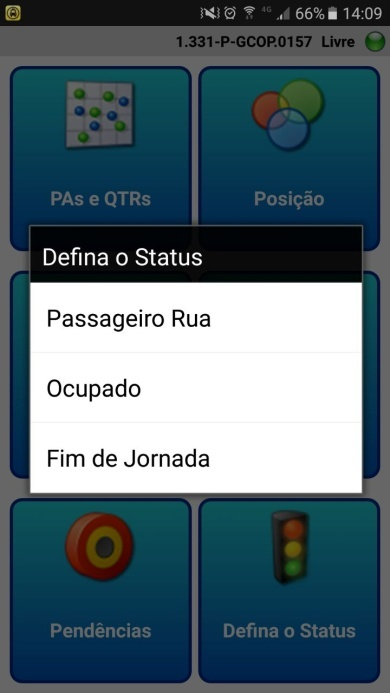 4G 66% 14:09
1.331-P-GCOP.0157 Livre
PAs e QTRs
Posição
Defina o Status
Passageiro Rua
Ocupado
Fim de Jornada
Pendências
Defina o Status